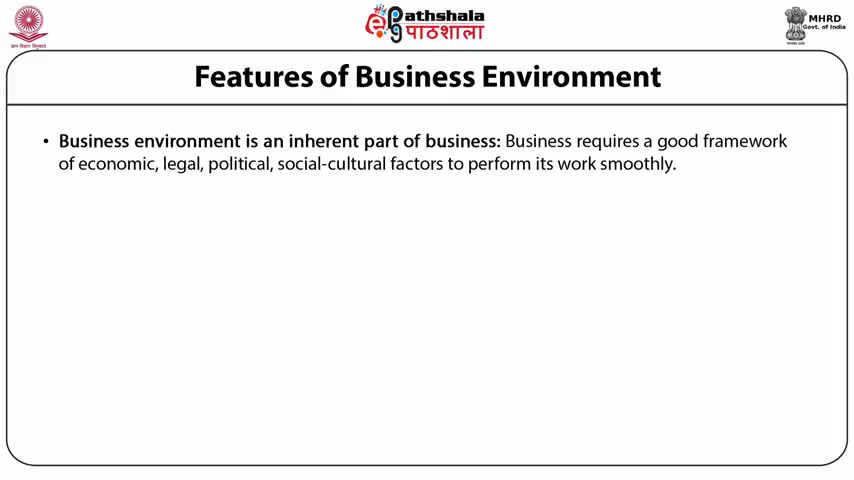 ePathshala
पाठशाला
MHRD
Govt. of India
Features of Business Environment
• Business environment is an inherent part of business: Business requires a good framework
of economic, legal, political, social-cultural factors to perform its work smoothly.